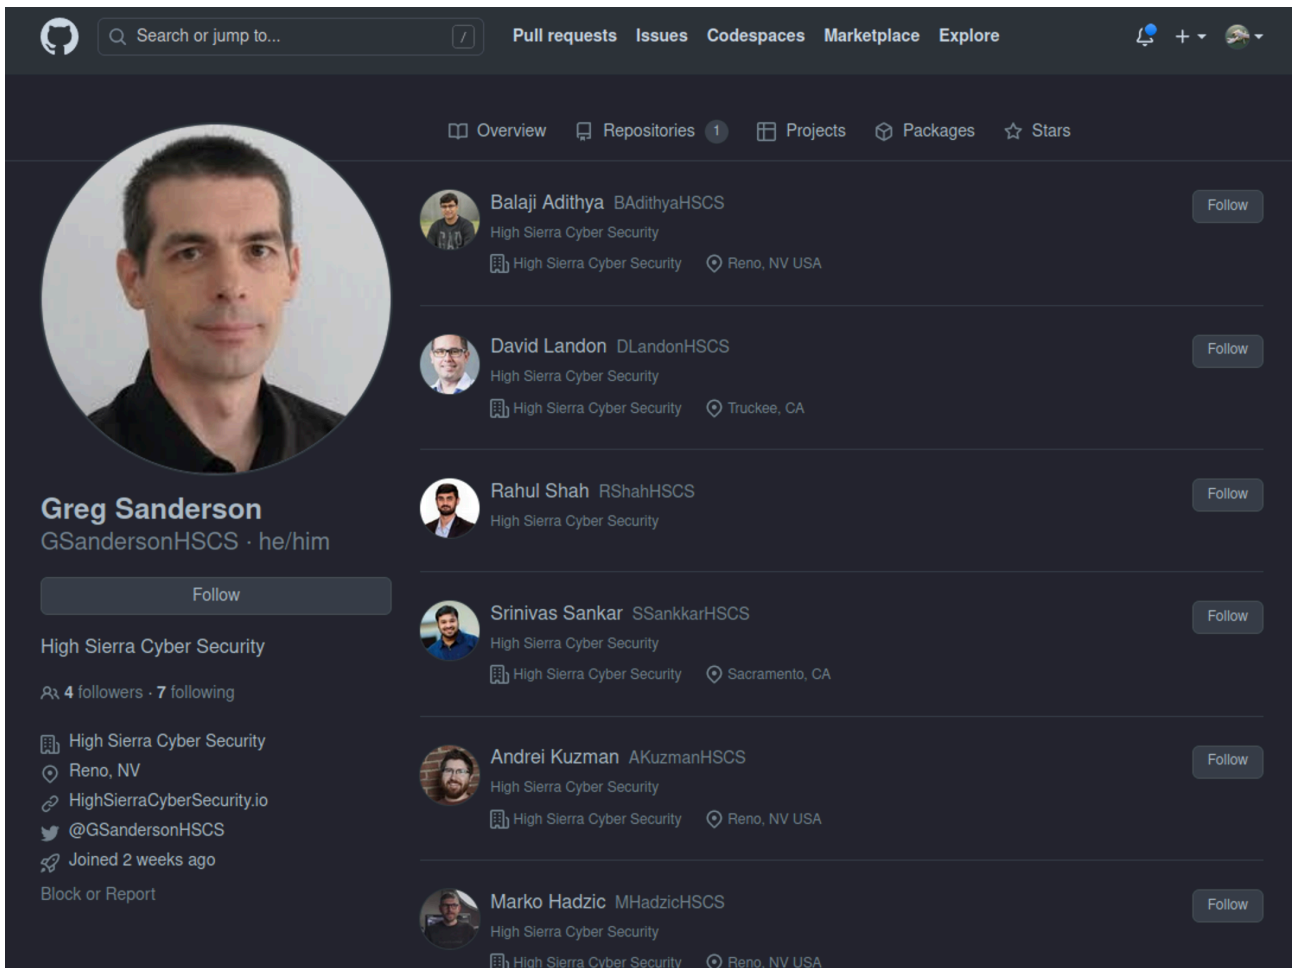 Search or jump to... /
Pull requests Issues Codespaces Marketplace Explore
Overview Repositories 1 Projects Packages Stars
Greg Sanderson
GSandersonHSCS · he/him
Follow
High Sierra Cyber Security
4 followers · 7 following
High Sierra Cyber Security
Reno, NV
HighSierraCyberSecurity.io
@GSandersonHSCS
Joined 2 weeks ago
Block or Report
Balaji Adithya BAdithyaHSCS
Follow
High Sierra Cyber Security
High Sierra Cyber Security Reno, NV USA
David Landon DLandonHSCS
Follow
High Sierra Cyber Security
High Sierra Cyber Security Truckee, CA
Rahul Shah RShahHSCS
Follow
High Sierra Cyber Security
Srinivas Sankar SSankkarHSCS
Follow
High Sierra Cyber Security
High Sierra Cyber Security Sacramento, CA
Andrei Kuzman AKuzmanHSCS
Follow
High Sierra Cyber Security
High Sierra Cyber Security Reno, NV USA
Marko Hadzic MHadzicHSCS
Follow
High Sierra Cyber Security
High Sierra Cyber Security Reno, NV USA